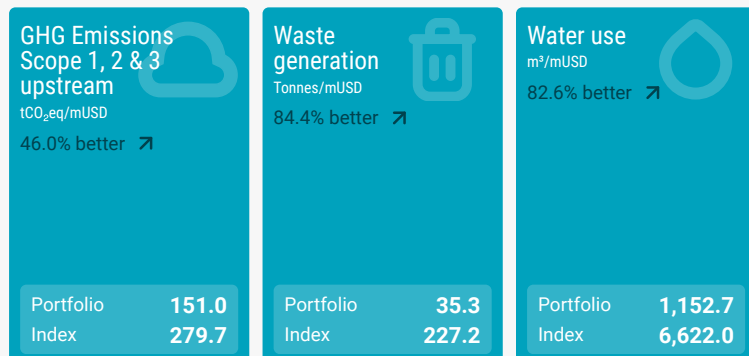 GHG Emissions
Scope 1, 2 & 3
upstream
tCO₂eq/mUSD
46.0% better
Portfolio 151.0
Index 279.7
Waste
generation
Tonnes/mUSD
84.4% better
Portfolio 35.3
Index 227.2
Water use
m³/mUSD
82.6% better
Portfolio 1,152.7
Index 6,622.0